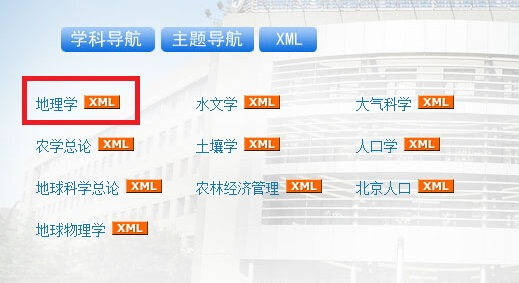 学科导航 主题导航 XML
地理学 XML 水文学 XML 大气科学 XML
农学总论 XML 土壤学 XML 人口学 XML
地球科学总论 XML 农林经济管理 XML 北京人口 XML
地球物理学 XML